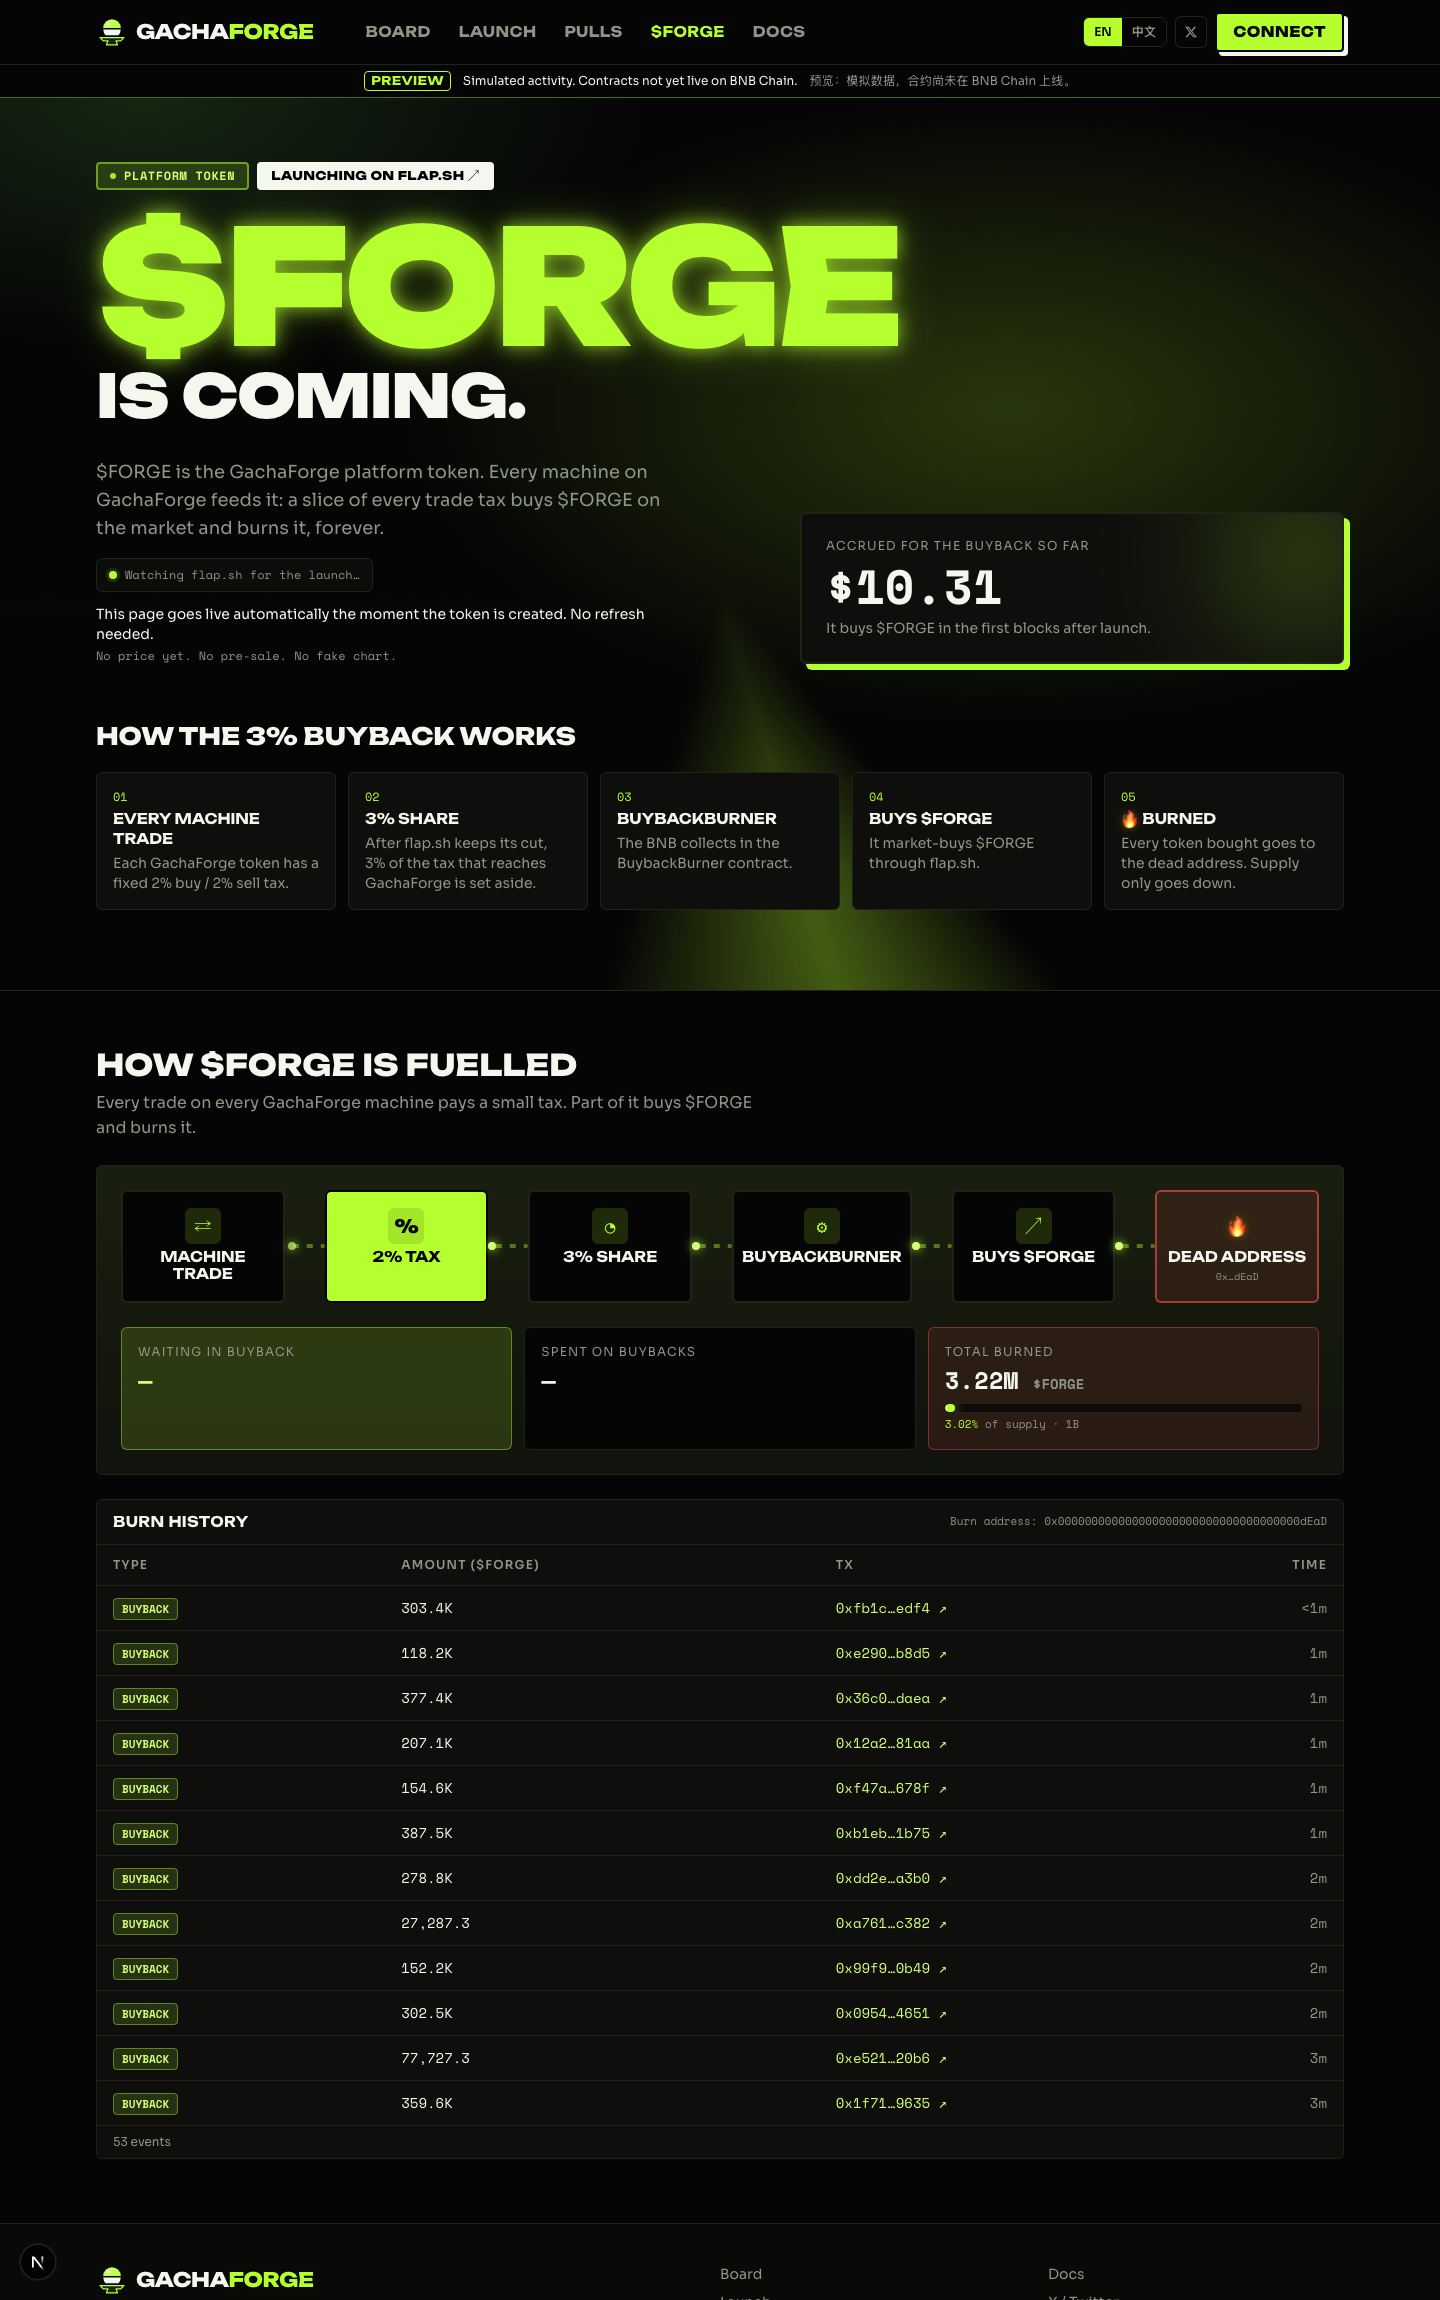 GACHAFORGE
BOARD LAUNCH PULLS $FORGE DOCS
EN 中文
CONNECT
PREVIEW Simulated activity. Contracts not yet live on BNB Chain. 预览：模拟数据，合约尚未在 BNB Chain 上线。
PLATFORM TOKEN
LAUNCHING ON FLAP.SH ↗
$FORGE
IS COMING.
$FORGE is the GachaForge platform token. Every machine on
GachaForge feeds it: a slice of every trade tax buys $FORGE on
the market and burns it, forever.
Watching flap.sh for the launch…
This page goes live automatically the moment the token is created. No refresh
needed.
No price yet. No pre-sale. No fake chart.
ACCRUED FOR THE BUYBACK SO FAR
$10.31
It buys $FORGE in the first blocks after launch.
HOW THE 3% BUYBACK WORKS
01
EVERY MACHINE
TRADE
Each GachaForge token has a
fixed 2% buy / 2% sell tax.
02
3% SHARE
After flap.sh keeps its cut,
3% of the tax that reaches
GachaForge is set aside.
03
BUYBACKBURNER
The BNB collects in the
BuybackBurner contract.
04
BUYS $FORGE
It market-buys $FORGE
through flap.sh.
05
🔥 BURNED
Every token bought goes to
the dead address. Supply
only goes down.
HOW $FORGE IS FUELLED
Every trade on every GachaForge machine pays a small tax. Part of it buys $FORGE
and burns it.
MACHINE
TRADE
%
2% TAX
3% SHARE
BUYBACKBURNER
BUYS $FORGE
DEAD ADDRESS
0x…dEaD
WAITING IN BUYBACK
—
SPENT ON BUYBACKS
—
TOTAL BURNED
3.22M $FORGE
3.02% of supply · 1B
BURN HISTORY
Burn address: 0x000000000000000000000000000000000000dEaD
TYPE AMOUNT ($FORGE) TX TIME
BUYBACK 303.4K 0xfb1c…edf4 ↗ <1m
BUYBACK 118.2K 0xe290…b8d5 ↗ 1m
BUYBACK 377.4K 0x36c0…daea ↗ 1m
BUYBACK 207.1K 0x12a2…81aa ↗ 1m
BUYBACK 154.6K 0xf47a…678f ↗ 1m
BUYBACK 387.5K 0xb1eb…1b75 ↗ 1m
BUYBACK 278.8K 0xdd2e…a3b0 ↗ 2m
BUYBACK 27,287.3 0xa761…c382 ↗ 2m
BUYBACK 152.2K 0x99f9…0b49 ↗ 2m
BUYBACK 302.5K 0x0954…4651 ↗ 2m
BUYBACK 77,727.3 0xe521…20b6 ↗ 3m
BUYBACK 359.6K 0x1f71…9635 ↗ 3m
53 events
N
GACHAFORGE
Board
Docs